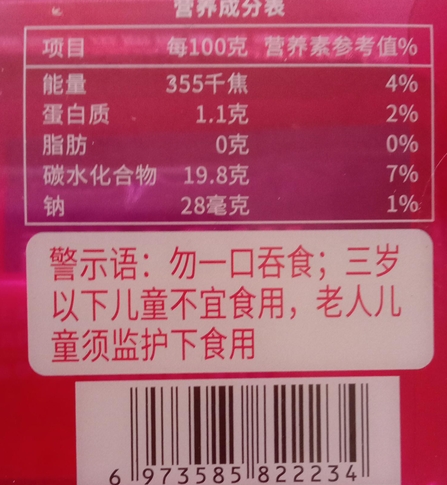 营养成分表
项目 每100克 营养素参考值%
能量 355千焦 4%
蛋白质 1.1克 2%
脂肪 0克 0%
碳水化合物 19.8克 7%
钠 28毫克 1%
警示语：勿一口吞食；三岁
以下儿童不宜食用，老人儿
童须监护下食用
6 973585 822234